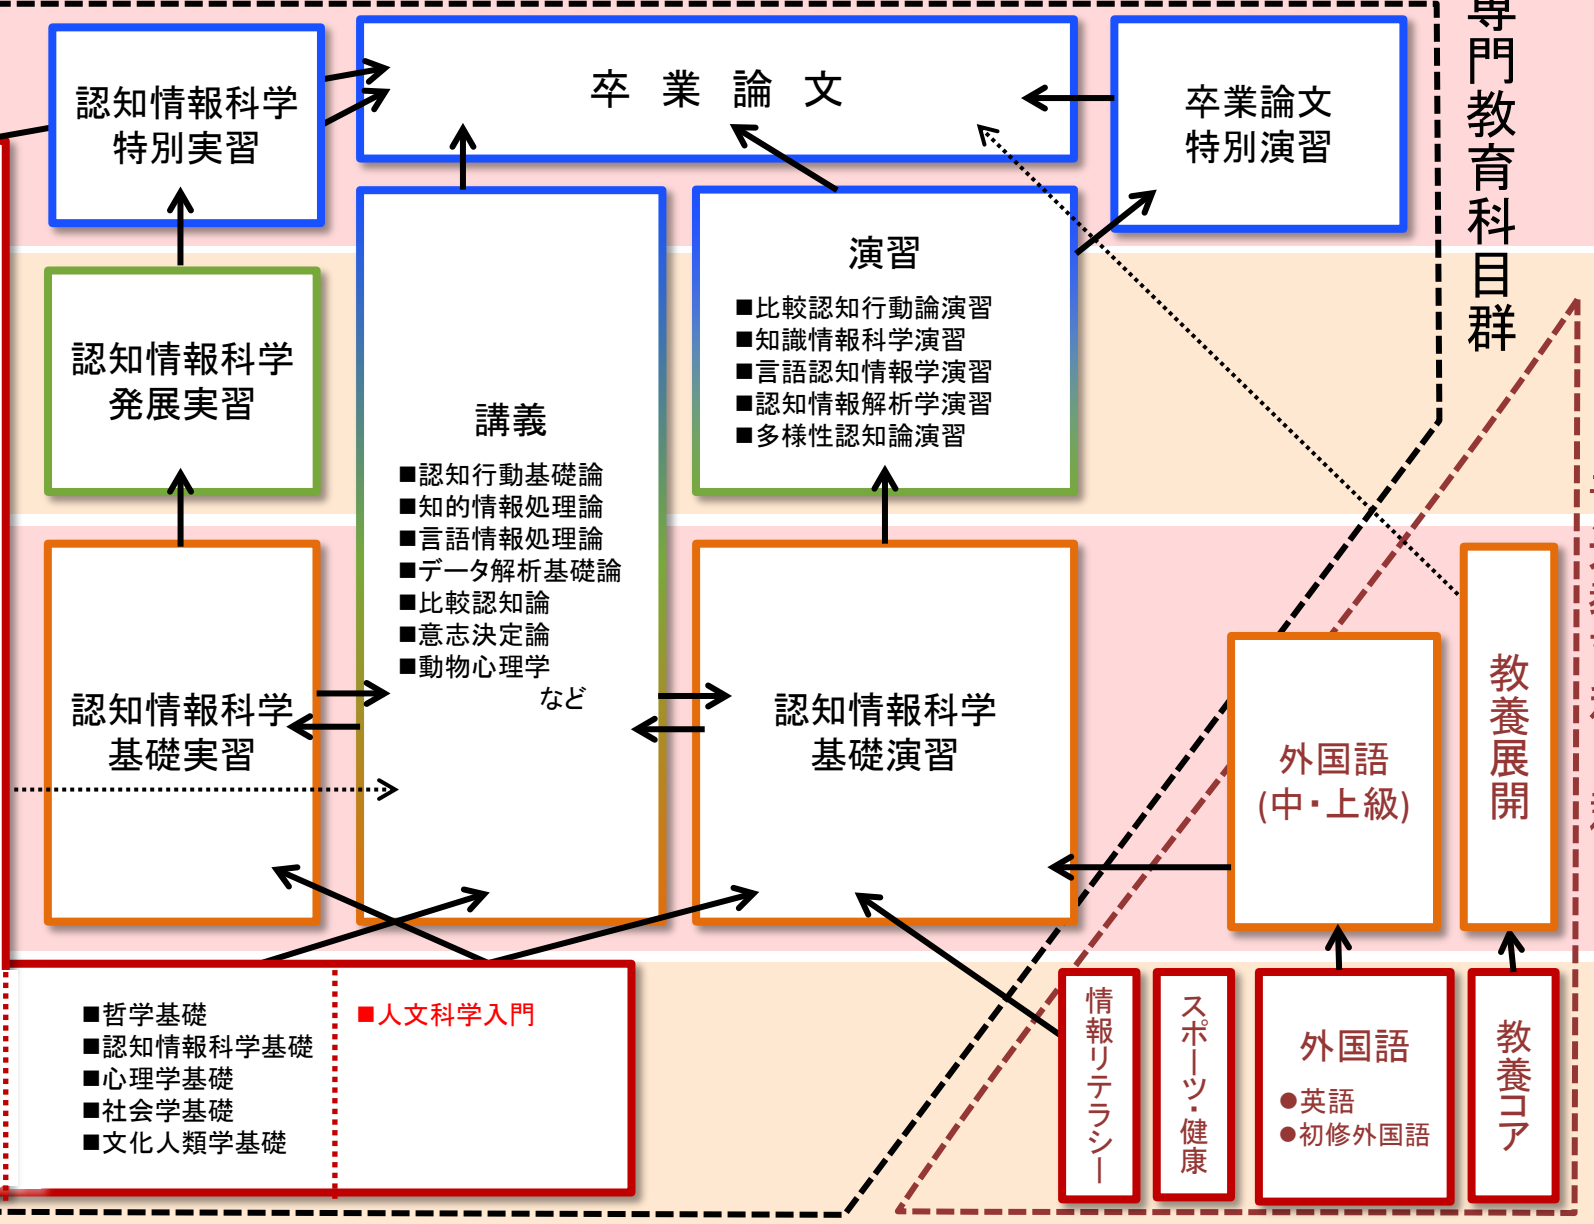 専門教育科目群
認知情報科学
特別実習
卒業論文
卒業論文
特別演習
認知情報科学
発展実習
講義
■認知行動基礎論
■知的情報処理論
■言語情報処理論
■データ解析基礎論
■比較認知論
■意志決定論
■動物心理学
など
演習
■比較認知行動論演習
■知識情報科学演習
■言語認知情報学演習
■認知情報解析学演習
■多様性認知論演習
認知情報科学
基礎実習
認知情報科学
基礎演習
外国語
(中・上級)
教養展開
■哲学基礎
■認知情報科学基礎
■心理学基礎
■社会学基礎
■文化人類学基礎
■人文科学入門
情報リテラシー
スポーツ・健康
外国語
●英語
●初修外国語
教養コア